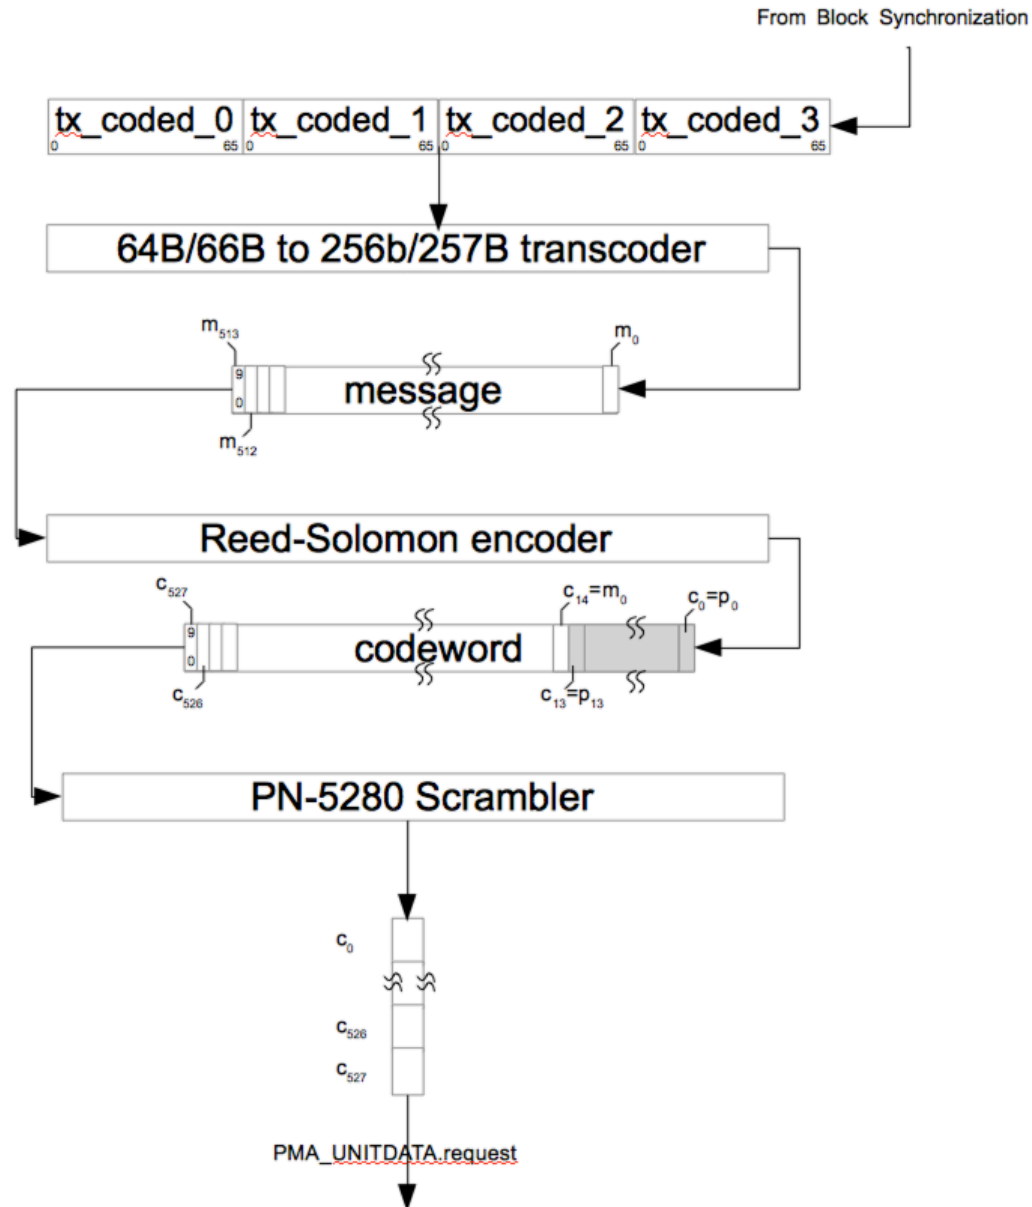 From Block Synchronization
tx_coded_0 tx_coded_1 tx_coded_2 tx_coded_3
0 65 0 65 0 65 0 65
64B/66B to 256b/257B transcoder
m513 m0
9
message
0
m512
Reed-Solomon encoder
c527 c14=m0 c0=p0
9
codeword
0
c526 c13=p13
PN-5280 Scrambler
c0
c526
c527
PMA_UNITDATA.request